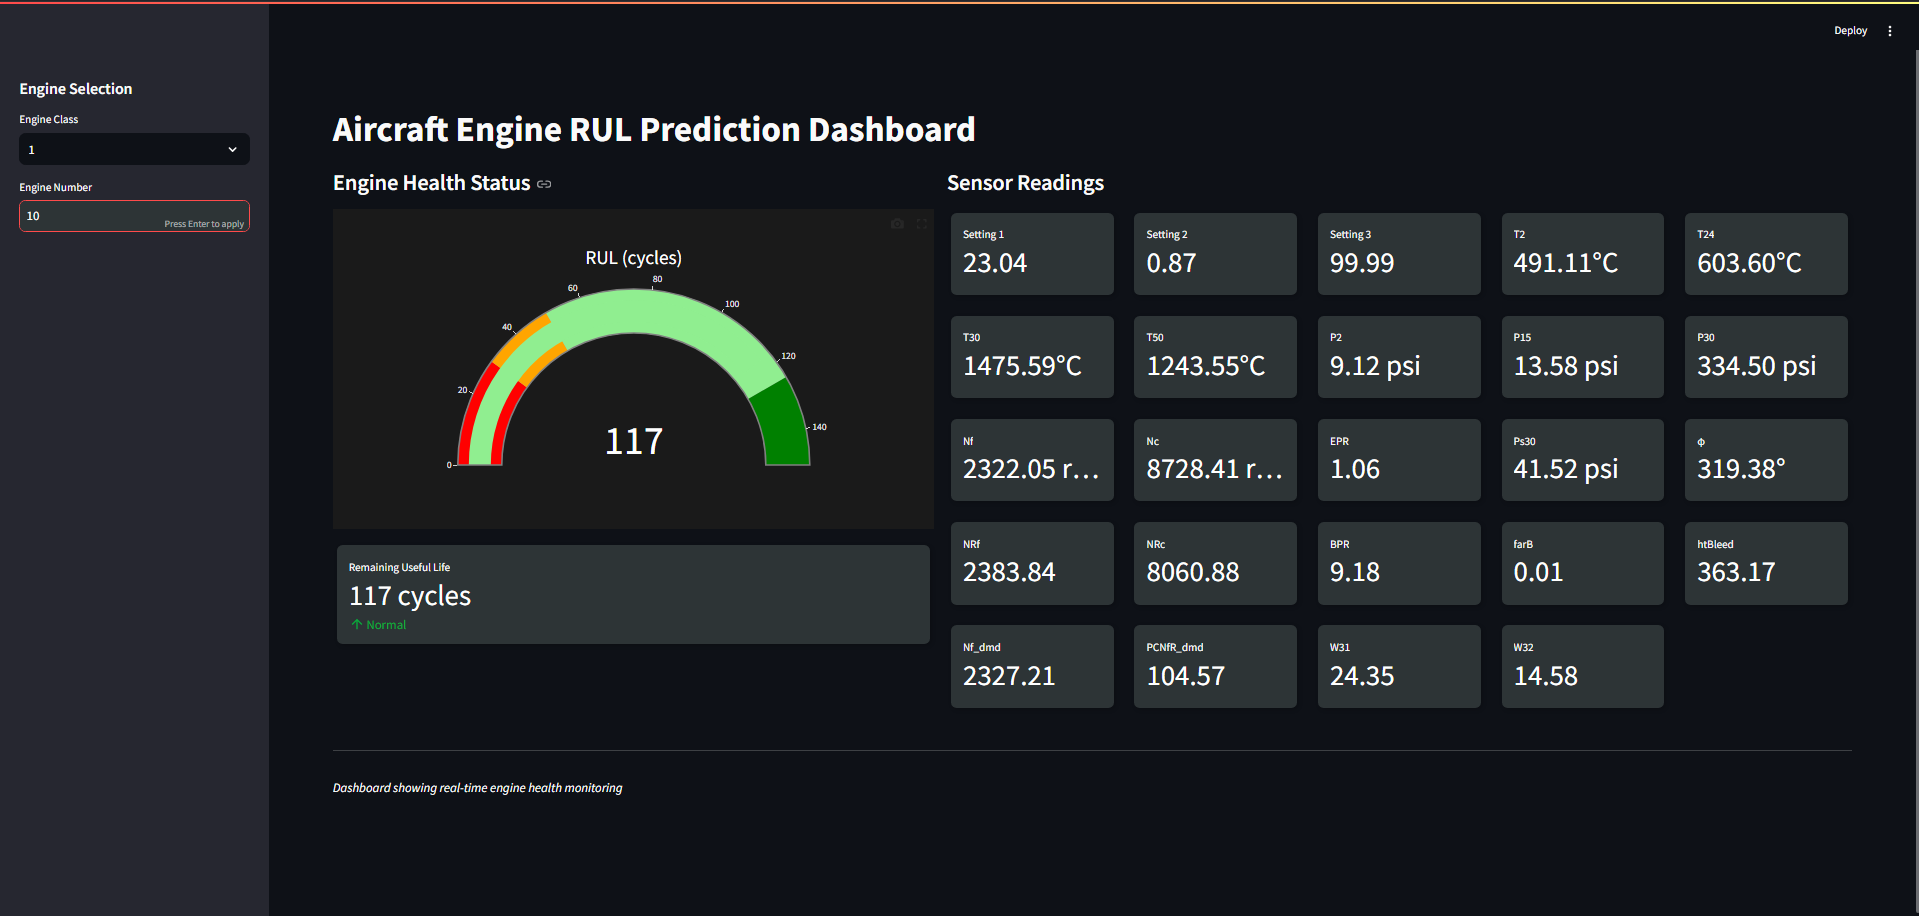 Deploy
Engine Selection
Engine Class
1
Engine Number
10
Press Enter to apply
Aircraft Engine RUL Prediction Dashboard
Engine Health Status
RUL (cycles)
0
20
40
60
80
100
120
140
117
Remaining Useful Life
117 cycles
Normal
Sensor Readings
Setting 1
23.04
Setting 2
0.87
Setting 3
99.99
T2
491.11°C
T24
603.60°C
T30
1475.59°C
T50
1243.55°C
P2
9.12 psi
P15
13.58 psi
P30
334.50 psi
Nf
2322.05 r…
Nc
8728.41 r…
EPR
1.06
Ps30
41.52 psi
ϕ
319.38°
NRf
2383.84
NRc
8060.88
BPR
9.18
farB
0.01
htBleed
363.17
Nf_dmd
2327.21
PCNfR_dmd
104.57
W31
24.35
W32
14.58
Dashboard showing real-time engine health monitoring